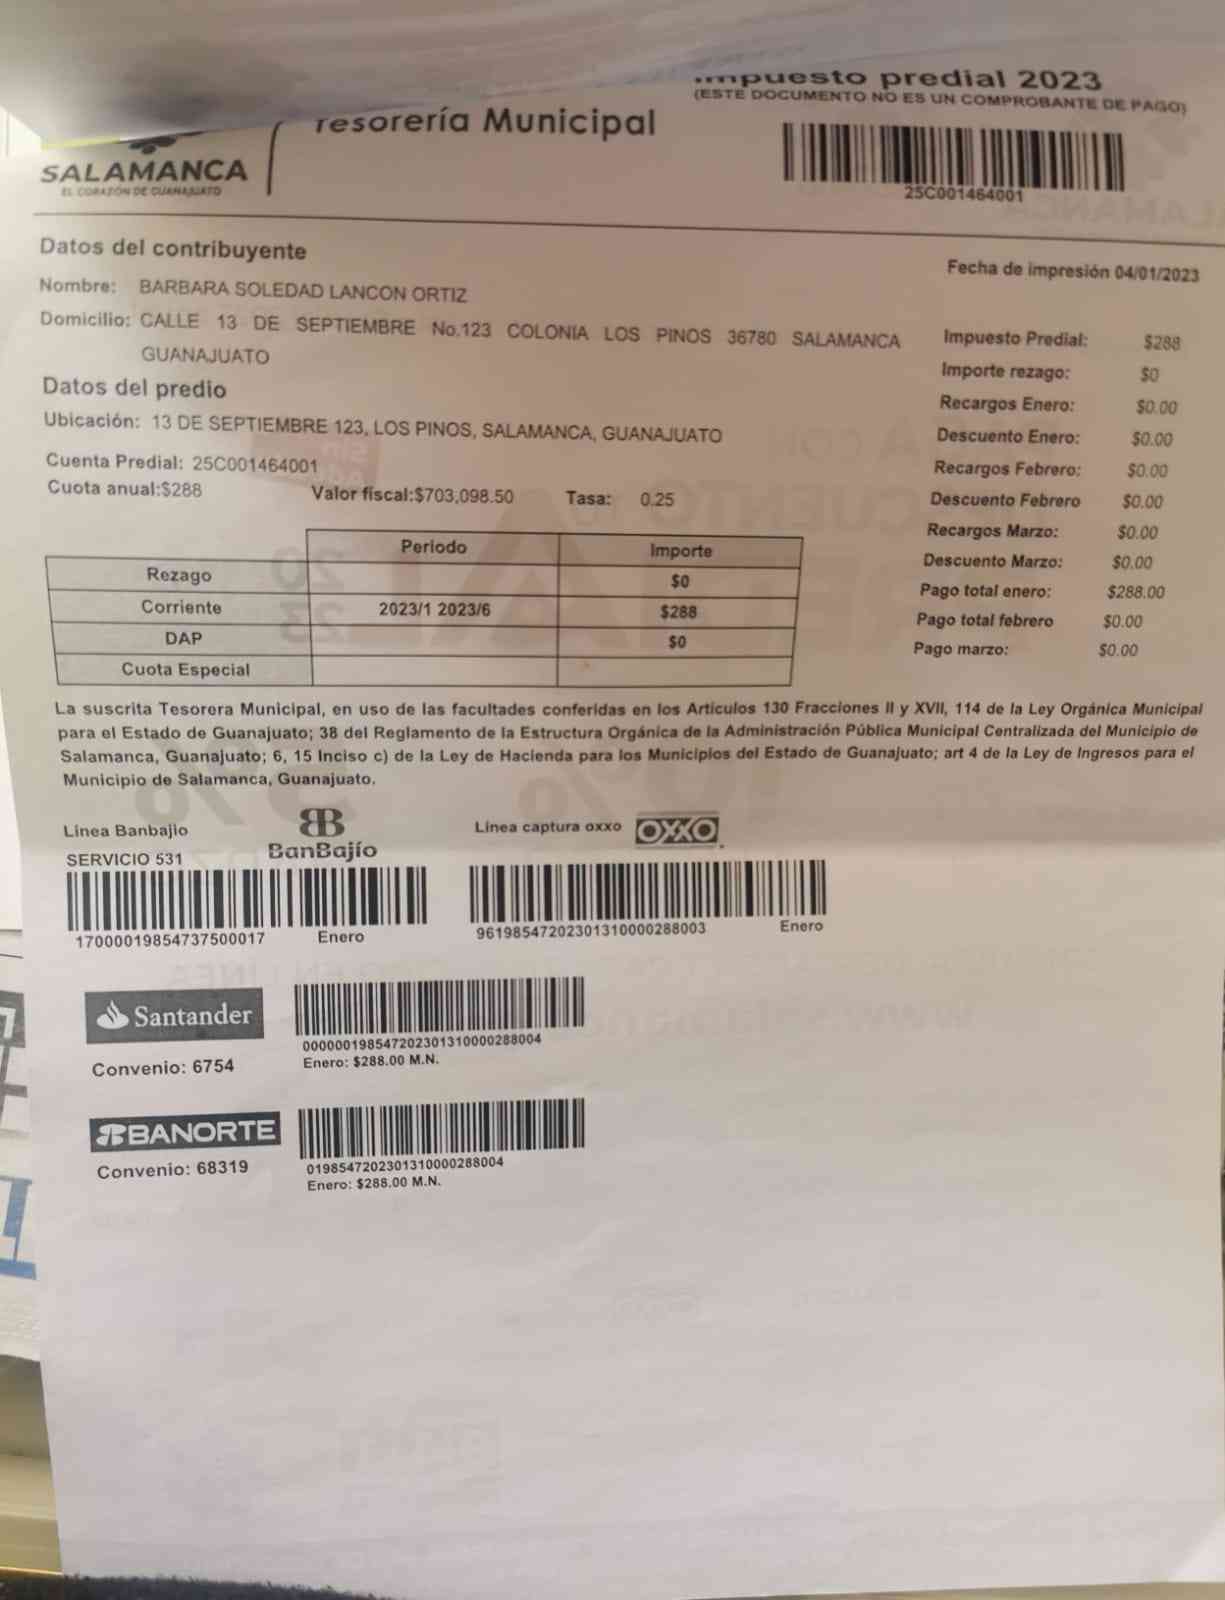 Impuesto predial 2023
(ESTE DOCUMENTO NO ES UN COMPROBANTE DE PAGO)
Tesorería Municipal
SALAMANCA
EL CORAZÓN DE GUANAJUATO
25C001464001
Datos del contribuyente
Fecha de impresión 04/01/2023
Nombre: BARBARA SOLEDAD LANCON ORTIZ
Domicilio: CALLE 13 DE SEPTIEMBRE No.123 COLONIA LOS PINOS 36780 SALAMANCA
GUANAJUATO
Datos del predio
Ubicación: 13 DE SEPTIEMBRE 123, LOS PINOS, SALAMANCA, GUANAJUATO
Cuenta Predial: 25C001464001
Cuota anual:$288 Valor fiscal:$703,098.50 Tasa: 0.25
Impuesto Predial: $288
Importe rezago: $0
Recargos Enero: $0.00
Descuento Enero: $0.00
Recargos Febrero: $0.00
Descuento Febrero $0.00
Recargos Marzo: $0.00
Descuento Marzo: $0.00
Pago total enero: $288.00
Pago total febrero $0.00
Pago marzo: $0.00
Periodo Importe
Rezago $0
Corriente 2023/1 2023/6 $288
DAP $0
Cuota Especial
La suscrita Tesorera Municipal, en uso de las facultades conferidas en los Artículos 130 Fracciones II y XVII, 114 de la Ley Orgánica Municipal
para el Estado de Guanajuato; 38 del Reglamento de la Estructura Orgánica de la Administración Pública Municipal Centralizada del Municipio de
Salamanca, Guanajuato; 6, 15 Inciso c) de la Ley de Hacienda para los Municipios del Estado de Guanajuato; art 4 de la Ley de Ingresos para el
Municipio de Salamanca, Guanajuato.
Línea Banbajio
SERVICIO 531
BanBajío
17000019854737500017 Enero
Línea captura oxxo OXXO
96198547202301310000288003 Enero
Santander
Convenio: 6754
000000198547202301310000288004
Enero: $288.00 M.N.
BANORTE
Convenio: 68319
0198547202301310000288004
Enero: $288.00 M.N.